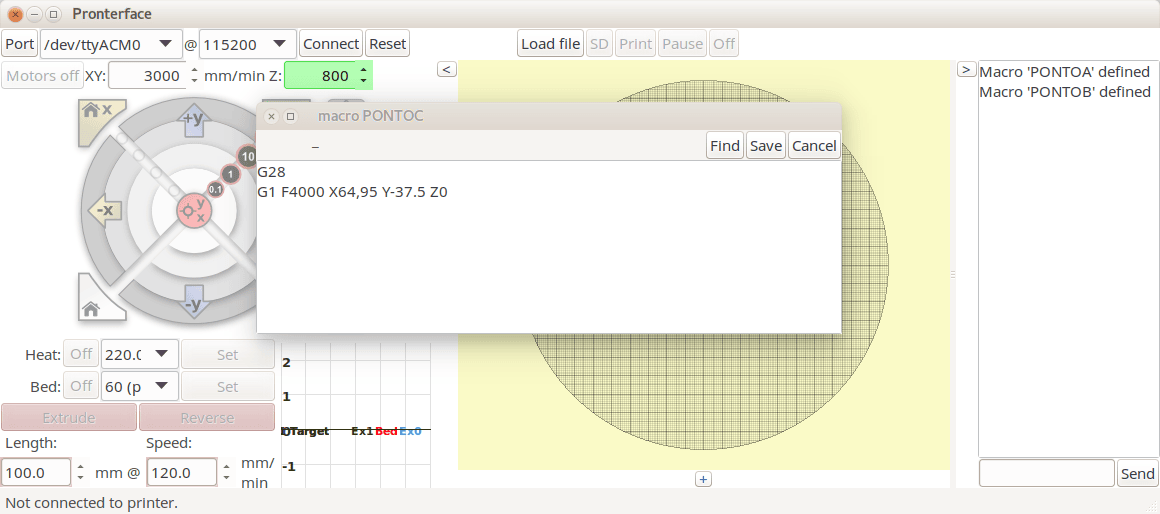 Pronterface
Port /dev/ttyACM0 @ 115200 Connect Reset Load file SD Print Pause Off
Motors off XY: 3000 mm/min Z: 800 < >
Macro 'PONTOA' defined
Macro 'PONTOB' defined
x
+y
10
1
0.1
-x
y
x
-y
macro PONTOC
Find Save Cancel
G28
G1 F4000 X64,95 Y-37.5 Z0
Heat: Off 220.0 Set
Bed: Off 60 (p Set
Extrude Reverse
Length: Speed:
100.0 mm @ 120.0 mm/
min
2
1
0 Target Ex1 Bed Ex0
-1
+
Send
Not connected to printer.